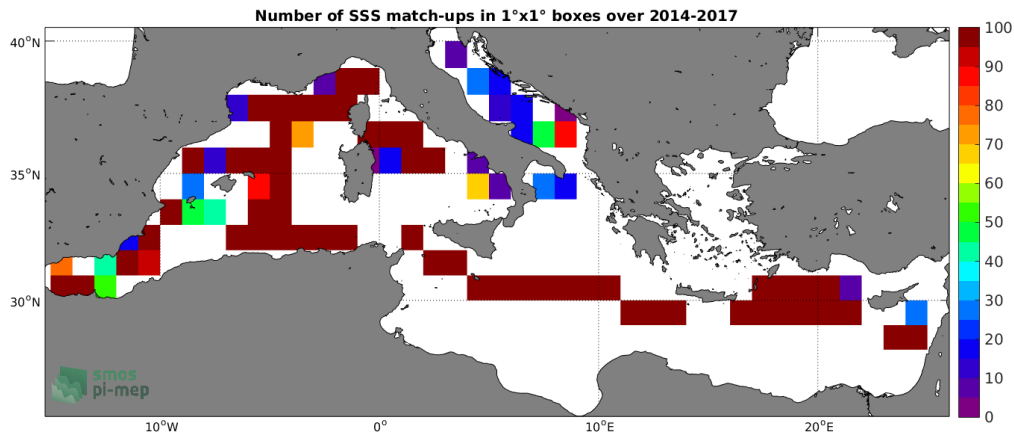 Number of SSS match-ups in 1°x1° boxes over 2014-2017
40°N
35°N
30°N
10°W
0°
10°E
20°E
100
90
80
70
60
50
40
30
20
10
0
smos
pi-mep